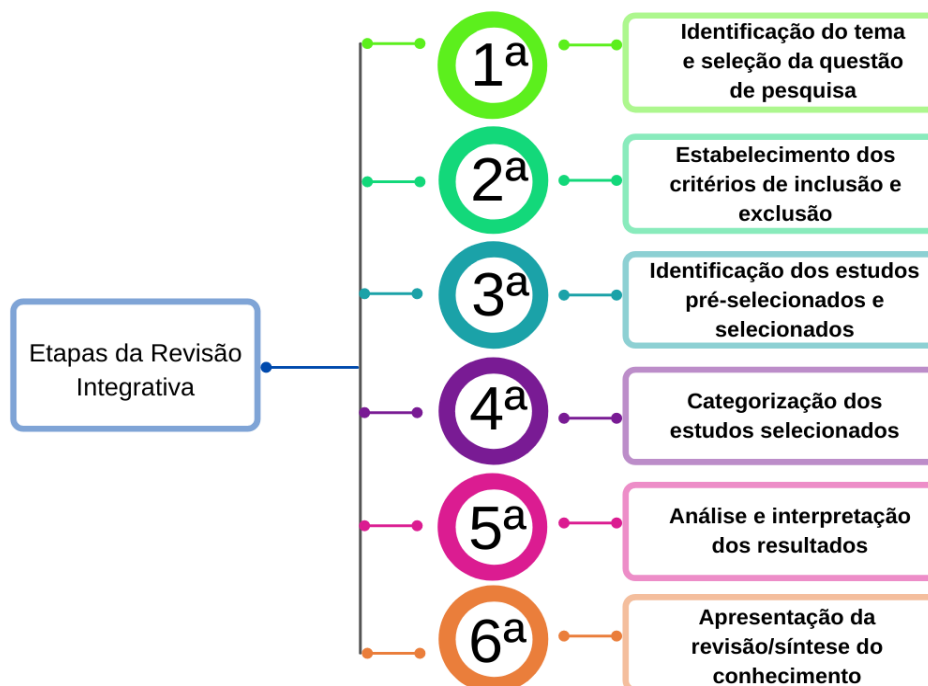 Etapas da Revisão
Integrativa
1ª
Identificação do tema
e seleção da questão
de pesquisa
2ª
Estabelecimento dos
critérios de inclusão e
exclusão
3ª
Identificação dos estudos
pré-selecionados e
selecionados
4ª
Categorização dos
estudos selecionados
5ª
Análise e interpretação
dos resultados
6ª
Apresentação da
revisão/síntese do
conhecimento